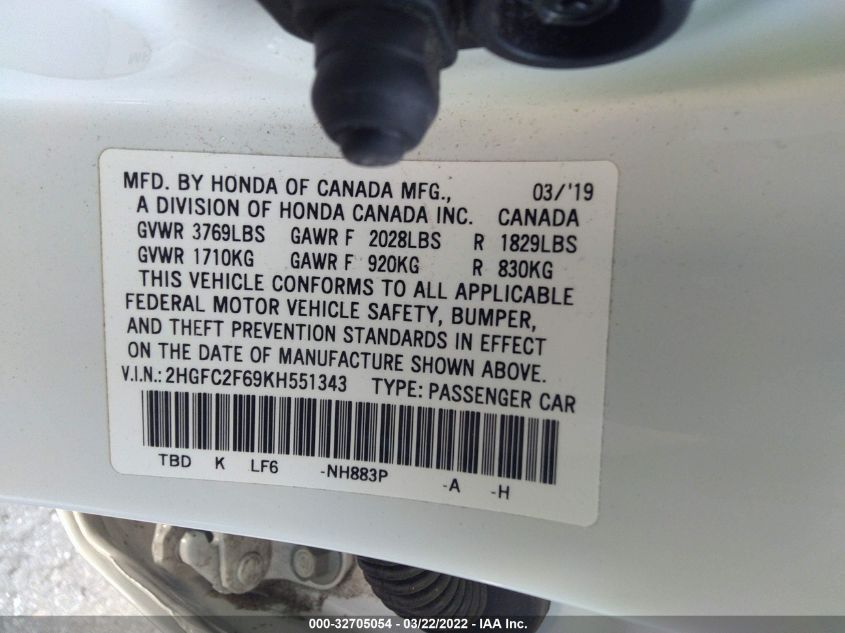 MFD. BY HONDA OF CANADA MFG., 03/'19
A DIVISION OF HONDA CANADA INC. CANADA
GVWR 3769LBS GAWR F 2028LBS R 1829LBS
GVWR 1710KG GAWR F 920KG R 830KG
THIS VEHICLE CONFORMS TO ALL APPLICABLE
FEDERAL MOTOR VEHICLE SAFETY, BUMPER,
AND THEFT PREVENTION STANDARDS IN EFFECT
ON THE DATE OF MANUFACTURE SHOWN ABOVE.
V.I.N.: 2HGFC2F69KH551343 TYPE: PASSENGER CAR
TBD K LF6 -NH883P -A -H
000-32705054 - 03/22/2022 - IAA Inc.